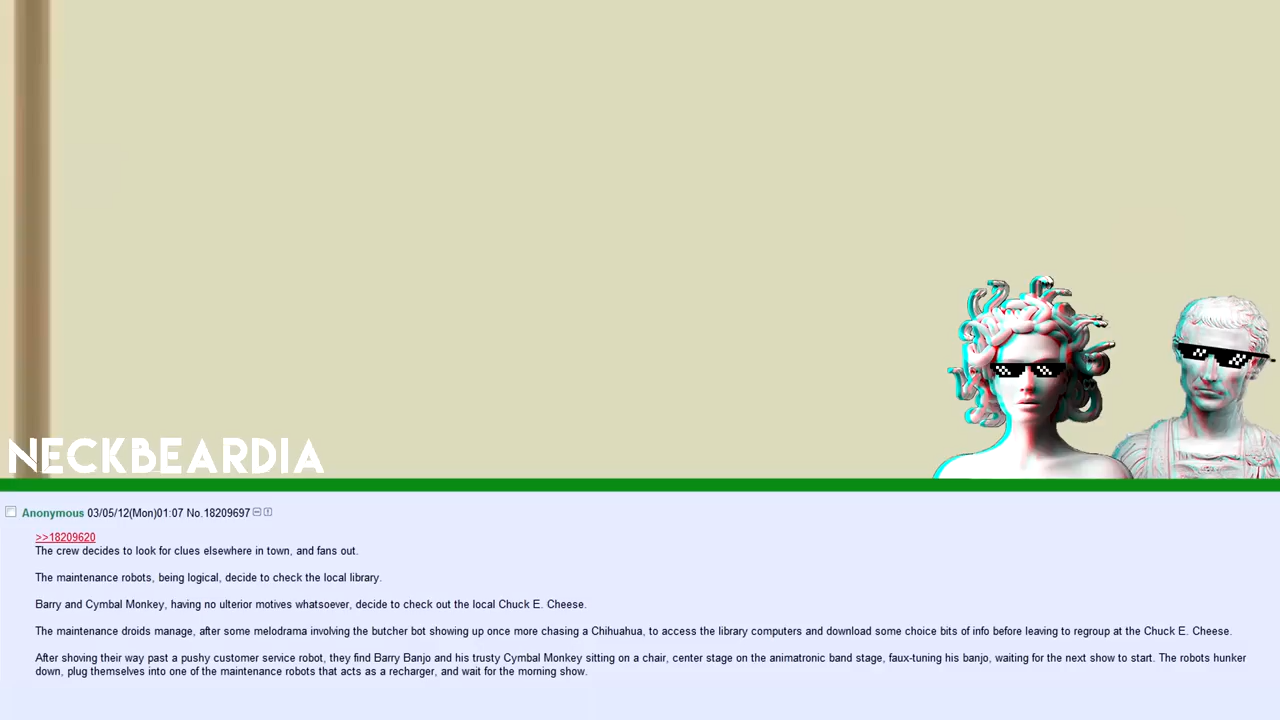 NECKBEARDIA
Anonymous 03/05/12(Mon)01:07 No.18209697
>>18209620
The crew decides to look for clues elsewhere in town, and fans out.
The maintenance robots, being logical, decide to check the local library.
Barry and Cymbal Monkey, having no ulterior motives whatsoever, decide to check out the local Chuck E. Cheese.
The maintenance droids manage, after some melodrama involving the butcher bot showing up once more chasing a Chihuahua, to access the library computers and download some choice bits of info before leaving to regroup at the Chuck E. Cheese.
After shoving their way past a pushy customer service robot, they find Barry Banjo and his trusty Cymbal Monkey sitting on a chair, center stage on the animatronic band stage, faux-tuning his banjo, waiting for the next show to start. The robots hunker
down, plug themselves into one of the maintenance robots that acts as a recharger, and wait for the morning show.